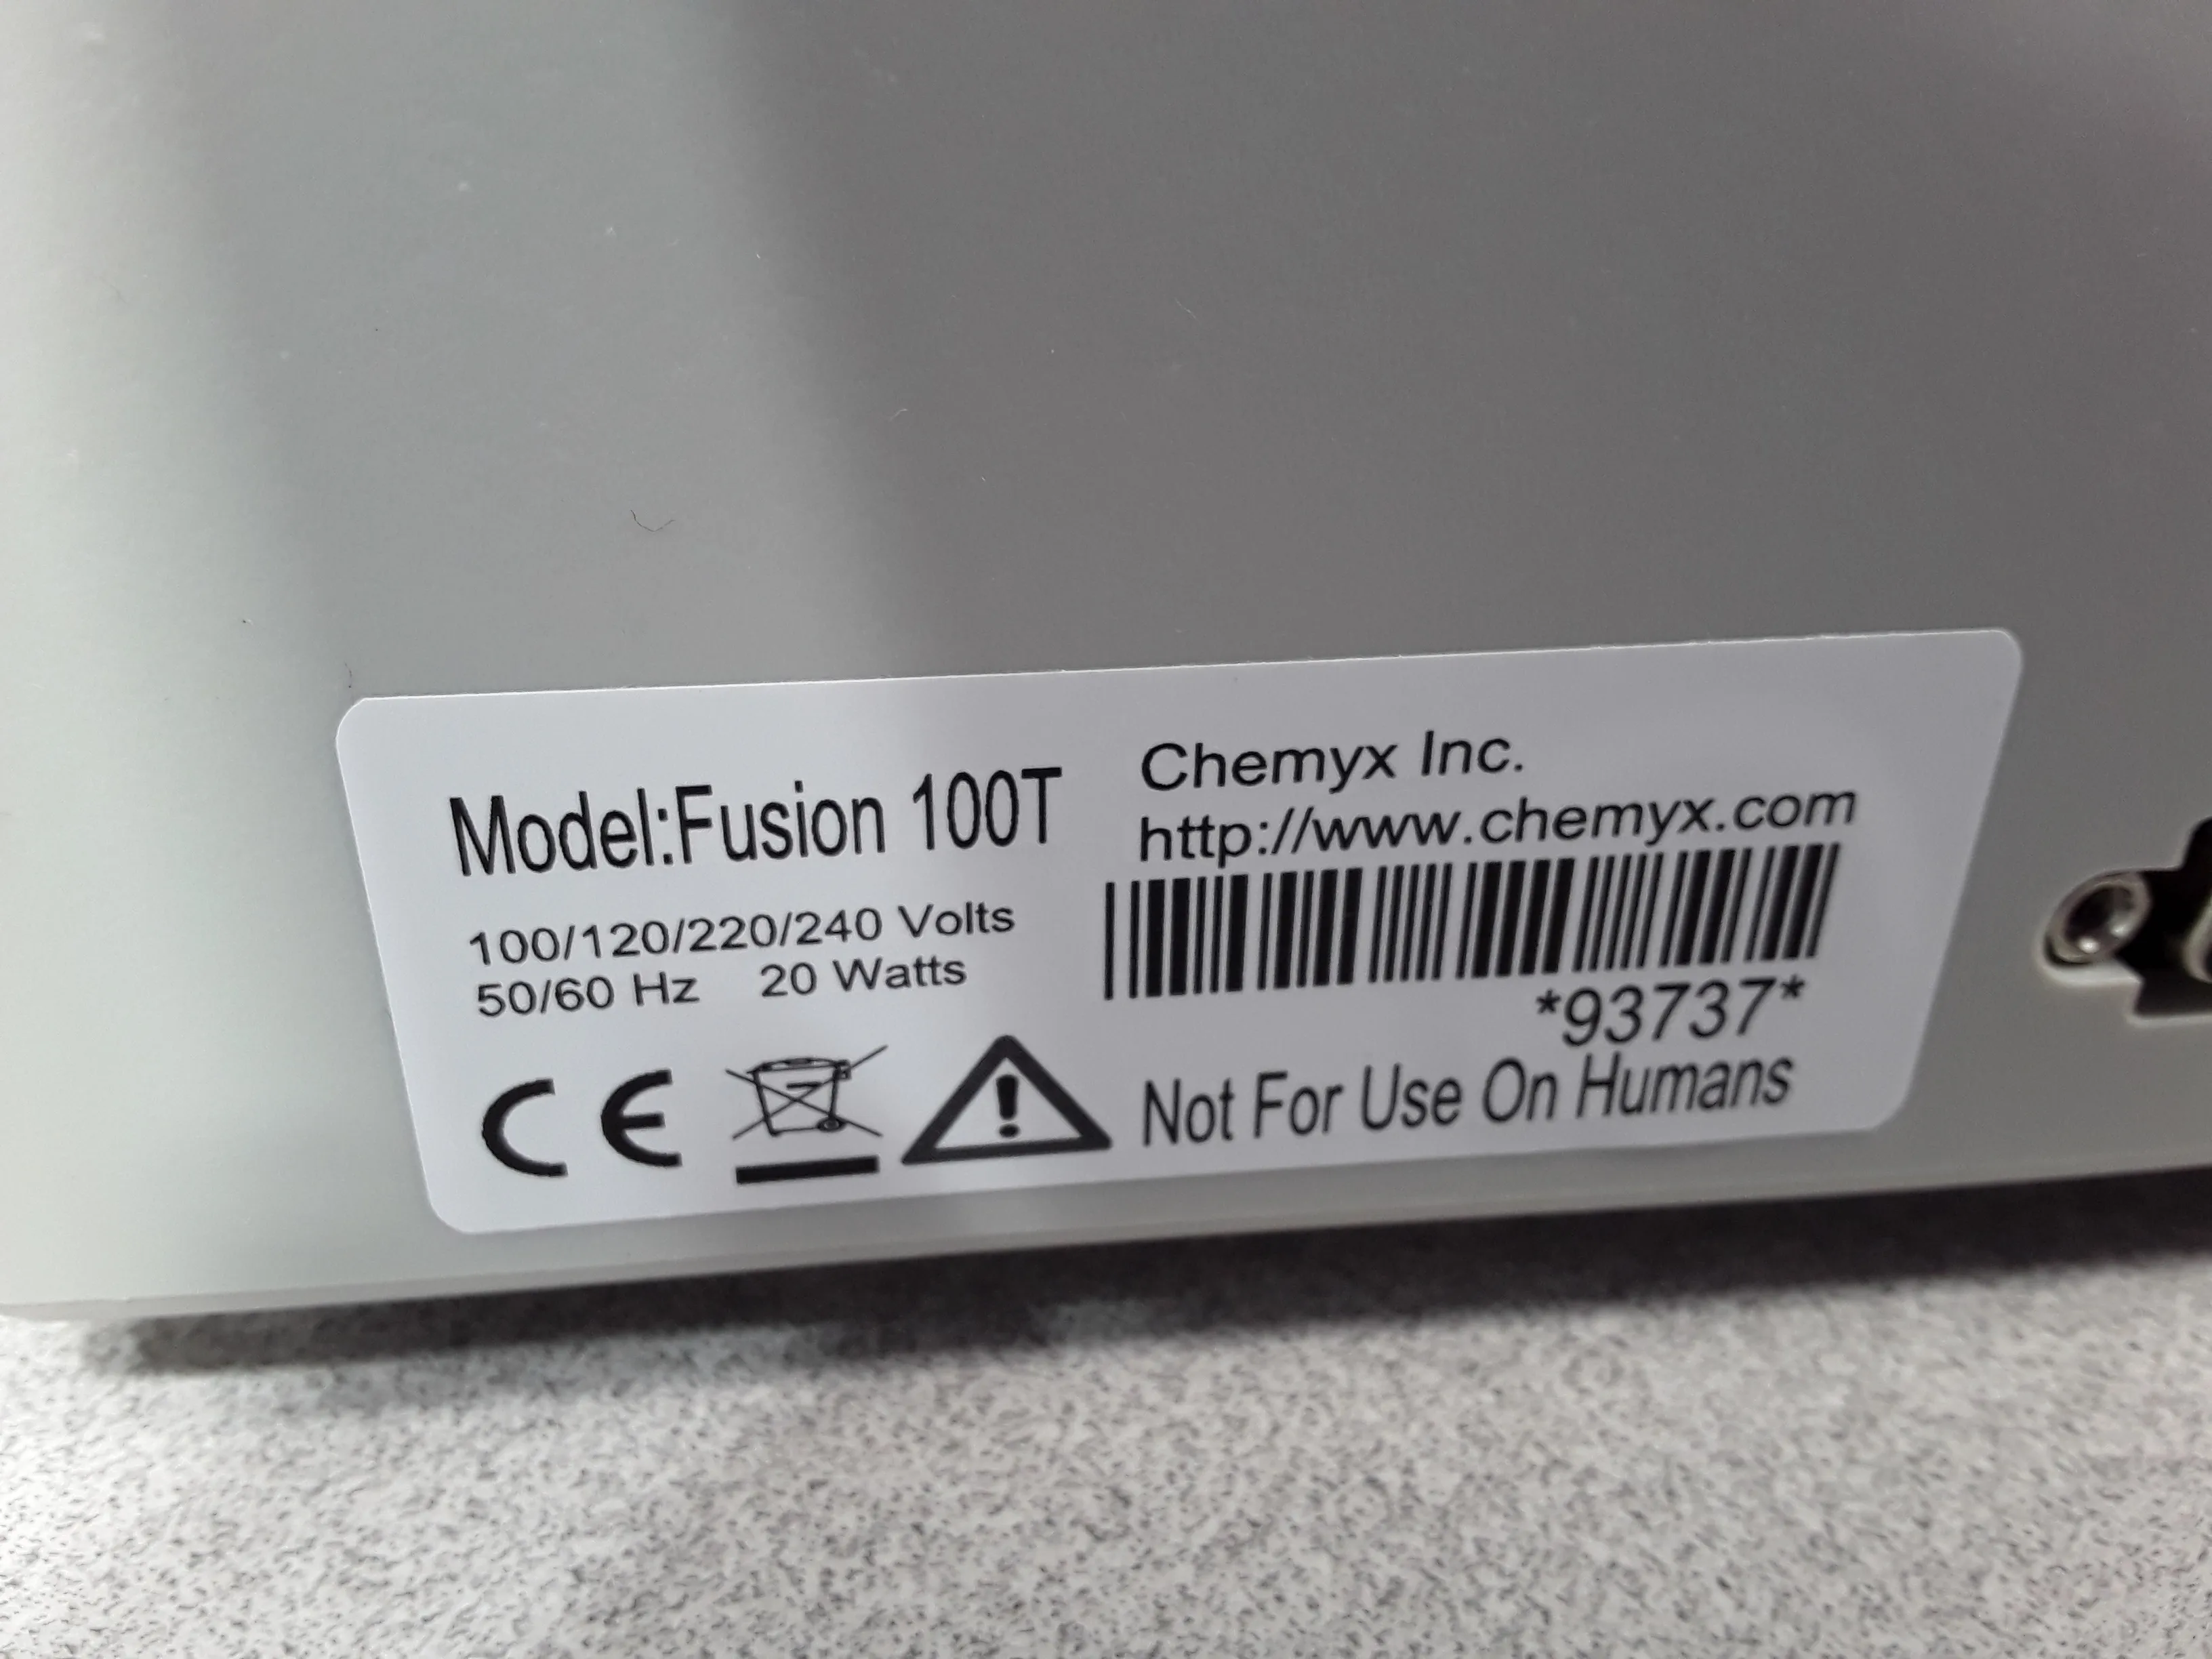 Model:Fusion 100T
100/120/220/240 Volts
50/60 Hz 20 Watts
CE
Chemyx Inc.
http://www.chemyx.com
*93737*
Not For Use On Humans